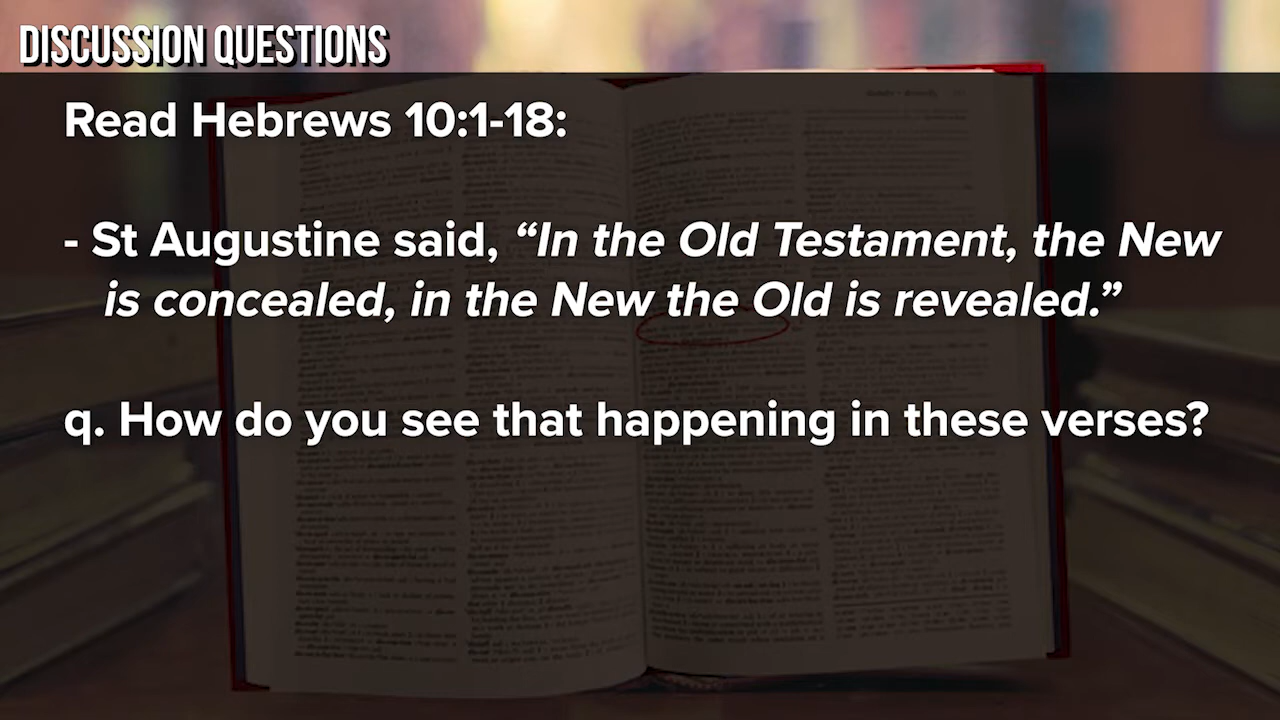 DISCUSSION QUESTIONS
Read Hebrews 10:1-18:
- St Augustine said, “In the Old Testament, the New
is concealed, in the New the Old is revealed.”
q. How do you see that happening in these verses?